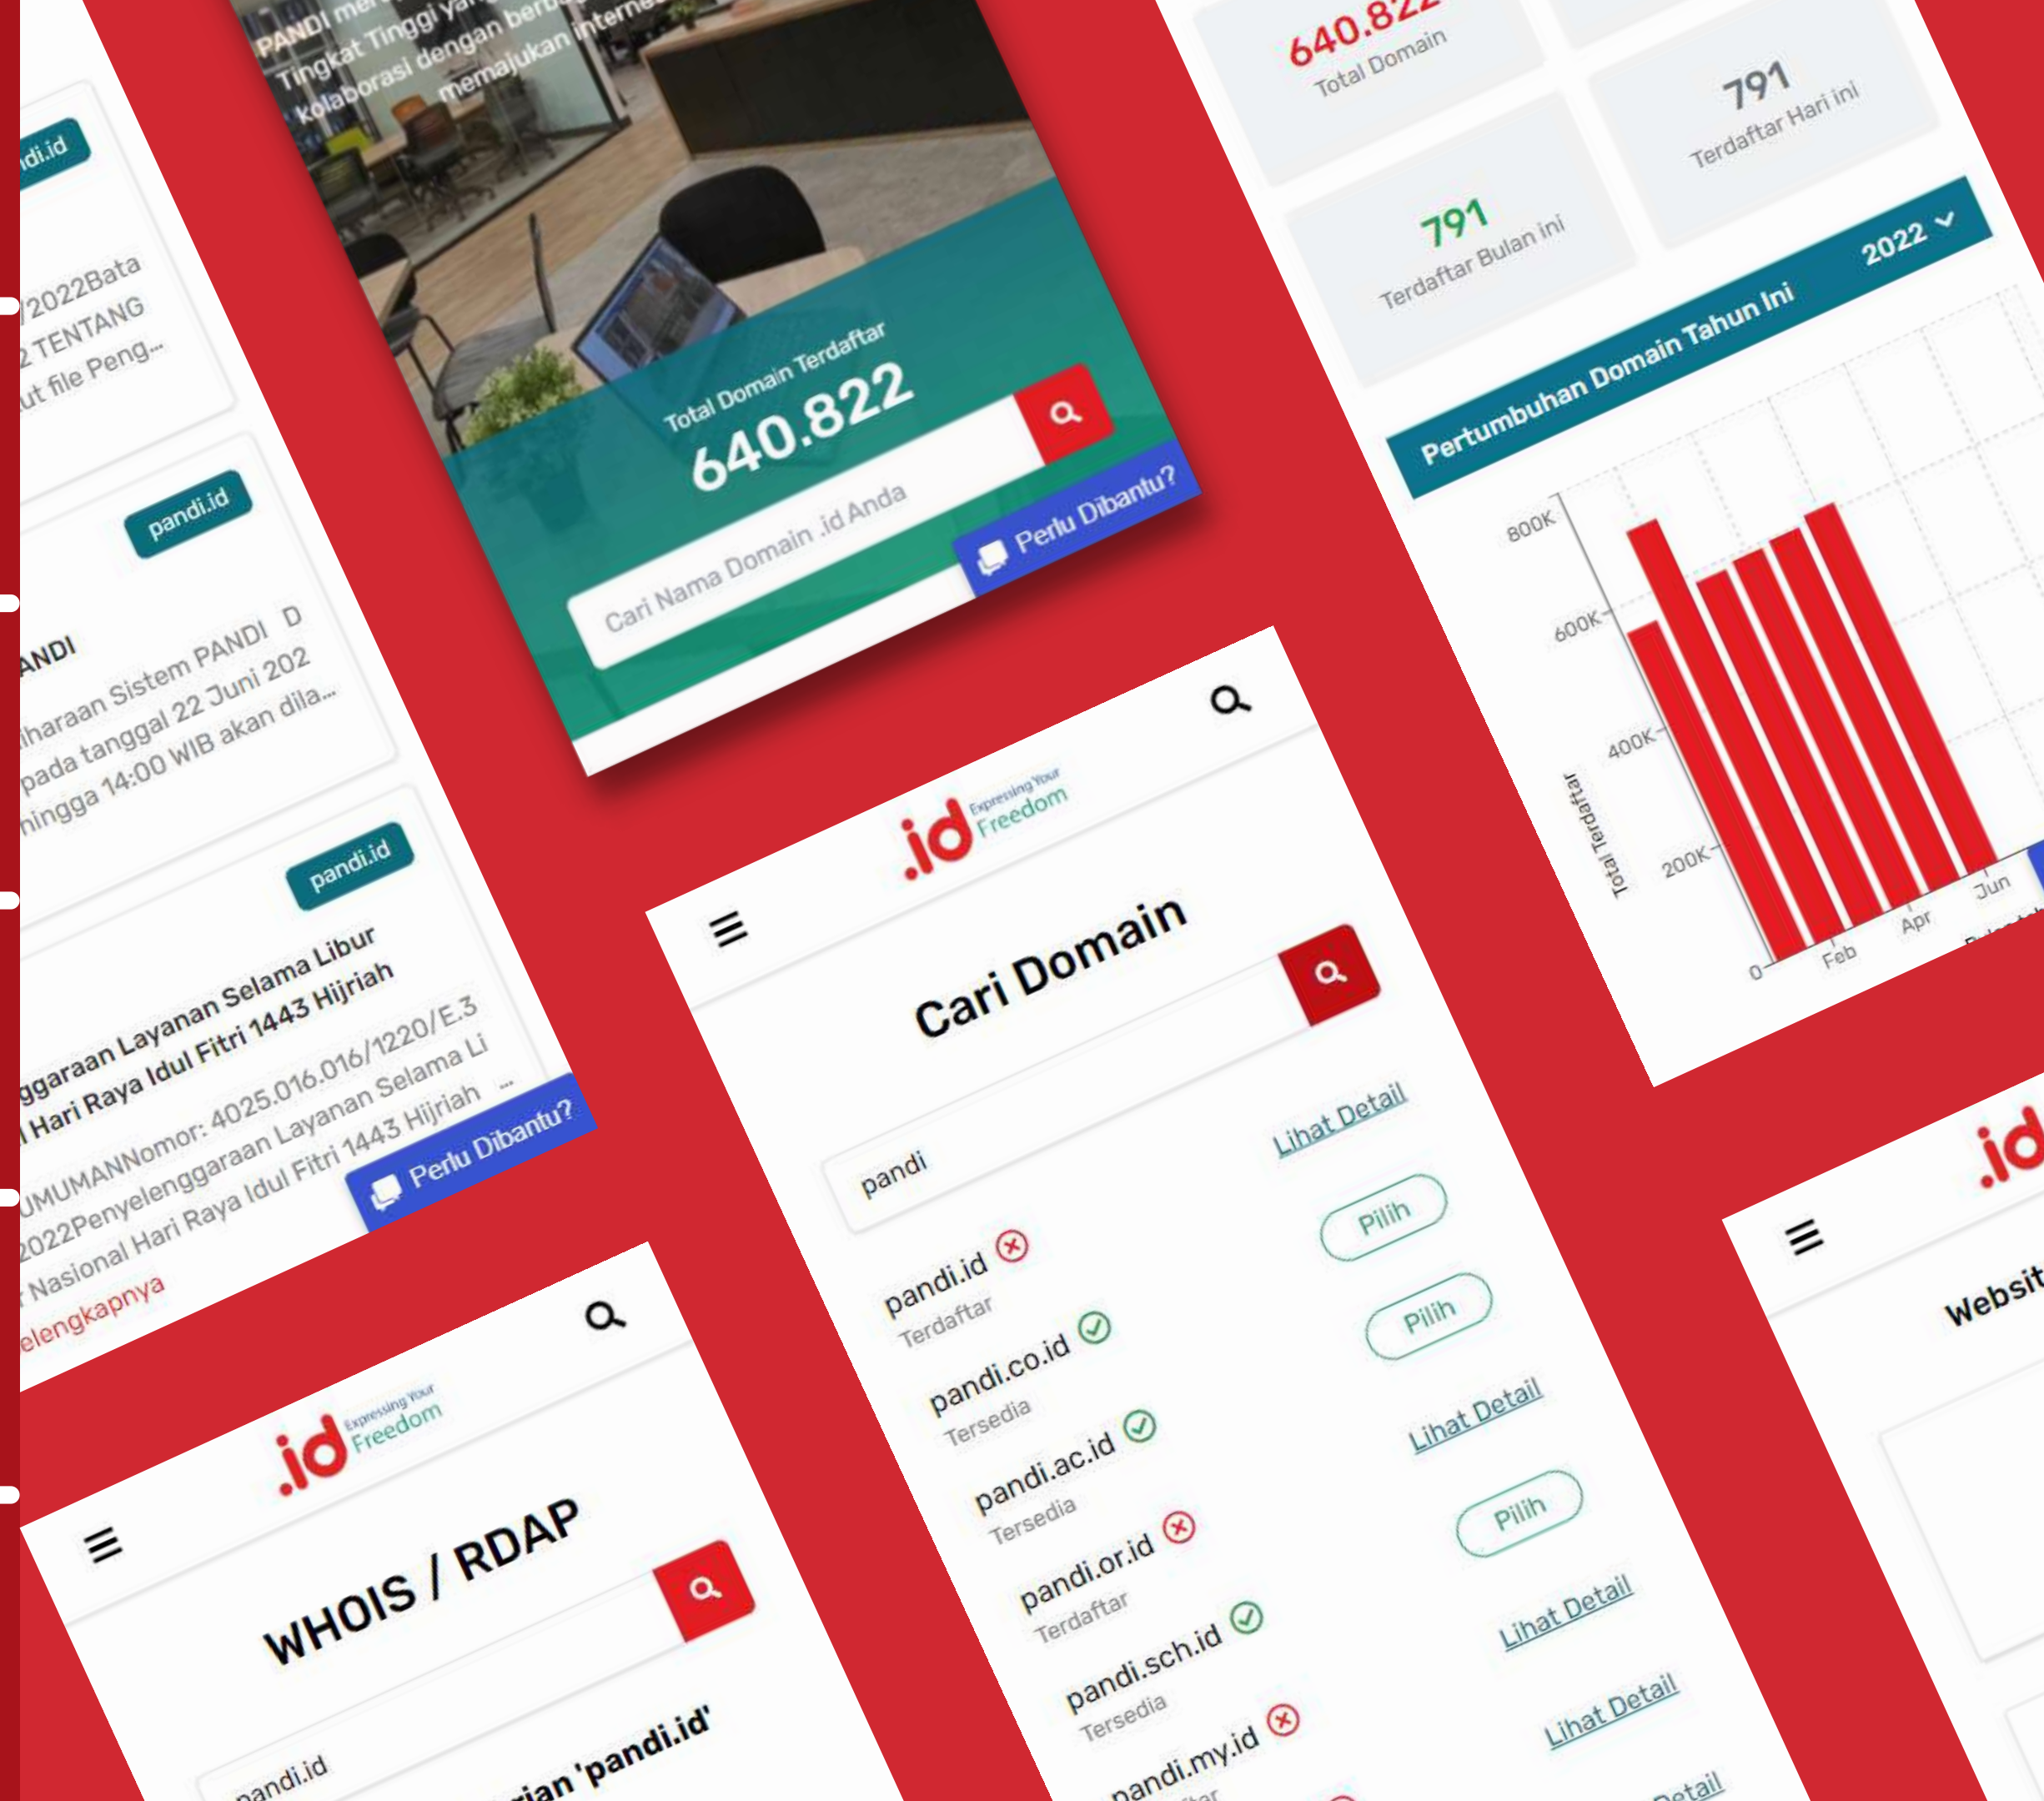 PANDI
Tingkat Tinggi
kolaborasi dengan
memajukan
Total Domain Terdaftar
640.822
Cari Nama Domain .id Anda
Perlu Dibantu?
640.822
Total Domain
791
Terdaftar Hari ini
791
Terdaftar Bulan ini
Pertumbuhan Domain Tahun Ini
2022
800K
600K
400K
200K
0
Total Terdaftar
Feb
Apr
Jun
di.id
/2022Bata
2 TENTANG
ut file Peng...
pandi.id
ANDI
iharaan Sistem PANDI D
pada tanggal 22 Juni 202
hingga 14:00 WIB akan dila...
pandi.id
ggaraan Layanan Selama Libur
l Hari Raya Idul Fitri 1443 Hijriah
UMUMANNomor: 4025.016.016/1220/E.3
2022Penyelenggaraan Layanan Selama Li
r Nasional Hari Raya Idul Fitri 1443 Hijriah ...
elengkapnya
Perlu Dibantu?
.id Expressing Your
Freedom
Cari Domain
pandi
pandi.id
Terdaftar
Lihat Detail
pandi.co.id
Tersedia
Pilih
pandi.ac.id
Tersedia
Pilih
pandi.or.id
Terdaftar
Lihat Detail
pandi.sch.id
Tersedia
Pilih
pandi.my.id
Lihat Detail
Lihat Detail
Detail
.id Expressing Your
Freedom
WHOIS / RDAP
pandi.id
rian 'pandi.id'
.id
Websit